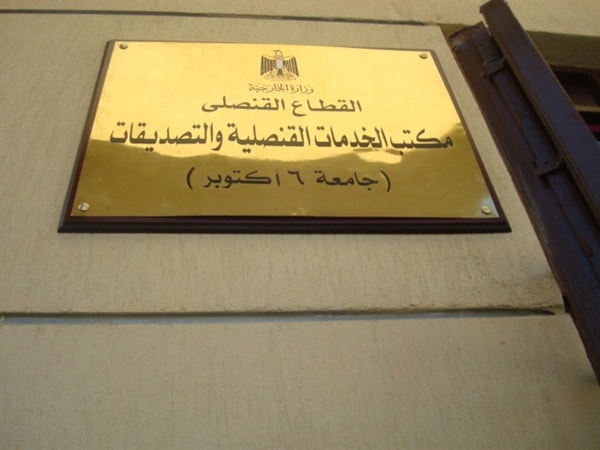 وزارة الخارجية
القطاع القنصلى
مكتب الخدمات القنصلية والتصديقات
(جامعة ٦ أكتوبر)